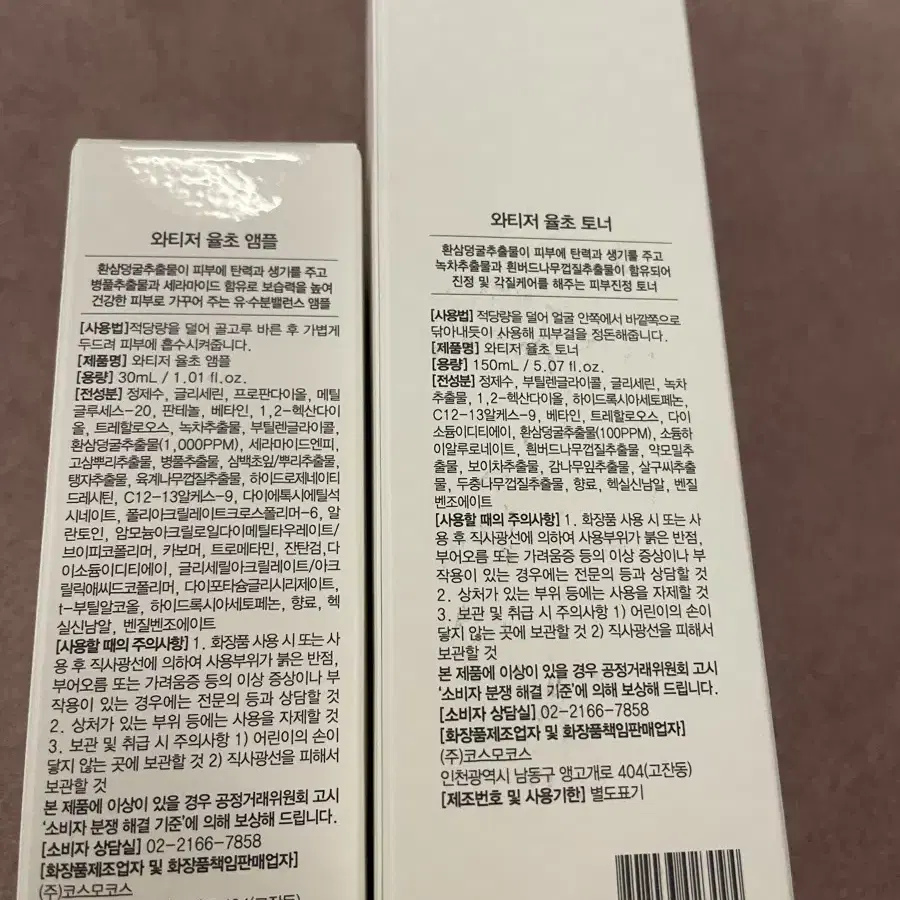 와티저 율초 앰플
환삼덩굴추출물이 피부에 탄력과 생기를 주고
병풀추출물과 세라마이드 함유로 보습력을 높여
건강한 피부로 가꾸어 주는 유·수분밸런스 앰플
[사용법]적당량을 덜어 골고루 바른 후 가볍게
두드려 피부에 흡수시켜줍니다.
[제품명] 와티저 율초 앰플
[용량] 30mL / 1.01 fl.oz.
[전성분] 정제수, 글리세린, 프로판다이올, 메틸
글루세스-20, 판테놀, 베타인, 1,2-헥산다이
올, 트레할로오스, 녹차추출물, 부틸렌글라이콜,
환삼덩굴추출물(1,000PPM), 세라마이드엔피,
고삼뿌리추출물, 병풀추출물, 삼백초잎/뿌리추출물,
탱자추출물, 육계나무껍질추출물, 하이드로제네이티
드레시틴, C12-13알케스-9, 다이에톡시에틸석
시네이트, 폴리아크릴레이트크로스폴리머-6, 알
란토인, 암모늄아크릴로일다이메틸타우레이트/
브이피코폴리머, 카보머, 트로메타민, 잔탄검,다
이소듐이디티에이, 글리세릴아크릴레이트/아크
릴릭애씨드코폴리머, 다이포타슘글리시리제이트,
t-부틸알코올, 하이드록시아세토페논, 향료, 헥
실신남알, 벤질벤조에이트
[사용할 때의 주의사항] 1. 화장품 사용 시 또는 사
용 후 직사광선에 의하여 사용부위가 붉은 반점,
부어오름 또는 가려움증 등의 이상 증상이나 부
작용이 있는 경우에는 전문의 등과 상담할 것
2. 상처가 있는 부위 등에는 사용을 자제할 것
3. 보관 및 취급 시 주의사항 1) 어린이의 손이
닿지 않는 곳에 보관할 것 2) 직사광선을 피해서
보관할 것
본 제품에 이상이 있을 경우 공정거래위원회 고시
'소비자 분쟁 해결 기준'에 의해 보상해 드립니다.
[소비자 상담실] 02-2166-7858
[화장품제조업자 및 화장품책임판매업자]
(주)코스모코스
와티저 율초 토너
환삼덩굴추출물이 피부에 탄력과 생기를 주고
녹차추출물과 흰버드나무껍질추출물이 함유되어
진정 및 각질케어를 해주는 피부진정 토너
[사용법]적당량을 덜어 얼굴 안쪽에서 바깥쪽으로
닦아내듯이 사용해 피부결을 정돈해줍니다.
[제품명] 와티저 율초 토너
[용량] 150mL / 5.07 fl.oz.
[전성분] 정제수, 부틸렌글라이콜, 글리세린, 녹차
추출물, 1,2-헥산다이올, 하이드록시아세토페논,
C12-13알케스-9, 베타인, 트레할로오스, 다이
소듐이디티에이, 환삼덩굴추출물(100PPM), 소듐하
이알루로네이트, 흰버드나무껍질추출물, 약모밀추
출물, 보이차추출물, 감나무잎추출물, 살구씨추출
물, 두충나무껍질추출물, 향료, 헥실신남알, 벤질
벤조에이트
[사용할 때의 주의사항] 1. 화장품 사용 시 또는 사
용 후 직사광선에 의하여 사용부위가 붉은 반점,
부어오름 또는 가려움증 등의 이상 증상이나 부
작용이 있는 경우에는 전문의 등과 상담할 것
2. 상처가 있는 부위 등에는 사용을 자제할 것
3. 보관 및 취급 시 주의사항 1) 어린이의 손이
닿지 않는 곳에 보관할 것 2) 직사광선을 피해서
보관할 것
본 제품에 이상이 있을 경우 공정거래위원회 고시
'소비자 분쟁 해결 기준'에 의해 보상해 드립니다.
[소비자 상담실] 02-2166-7858
[화장품제조업자 및 화장품책임판매업자]
(주)코스모코스
인천광역시 남동구 앵고개로 404(고잔동)
[제조번호 및 사용기한] 별도표기